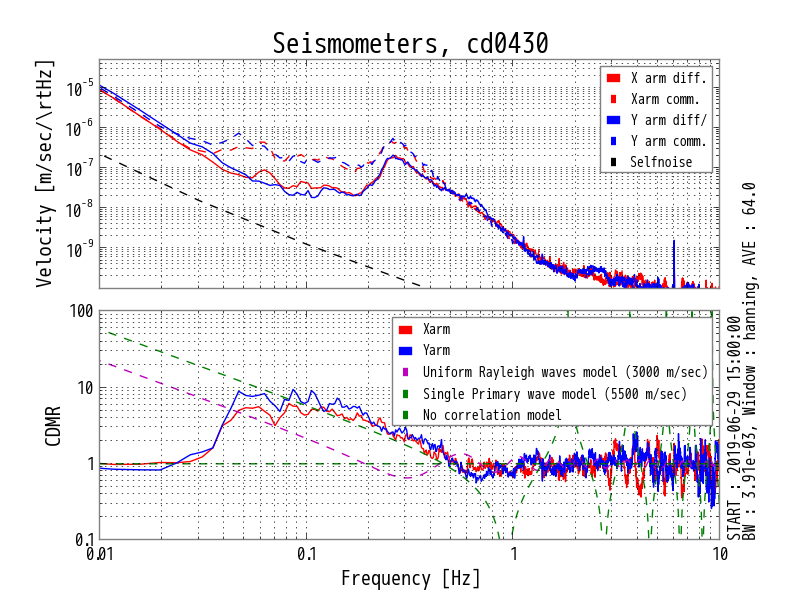 Seismometers, cd0430
Velocity [m/sec/\rtHz]
10^-5
10^-6
10^-7
10^-8
10^-9
X arm diff.
Xarm comm.
Y arm diff/
Y arm comm.
Selfnoise
CDMR
100
10
1
0.1
Xarm
Yarm
Uniform Rayleigh waves model (3000 m/sec)
Single Primary wave model (5500 m/sec)
No correlation model
0.01
0.1
1
10
Frequency [Hz]
START : 2019-06-29 15:00:00
BW : 3.91e-03, Window : hanning, AVE : 64.0